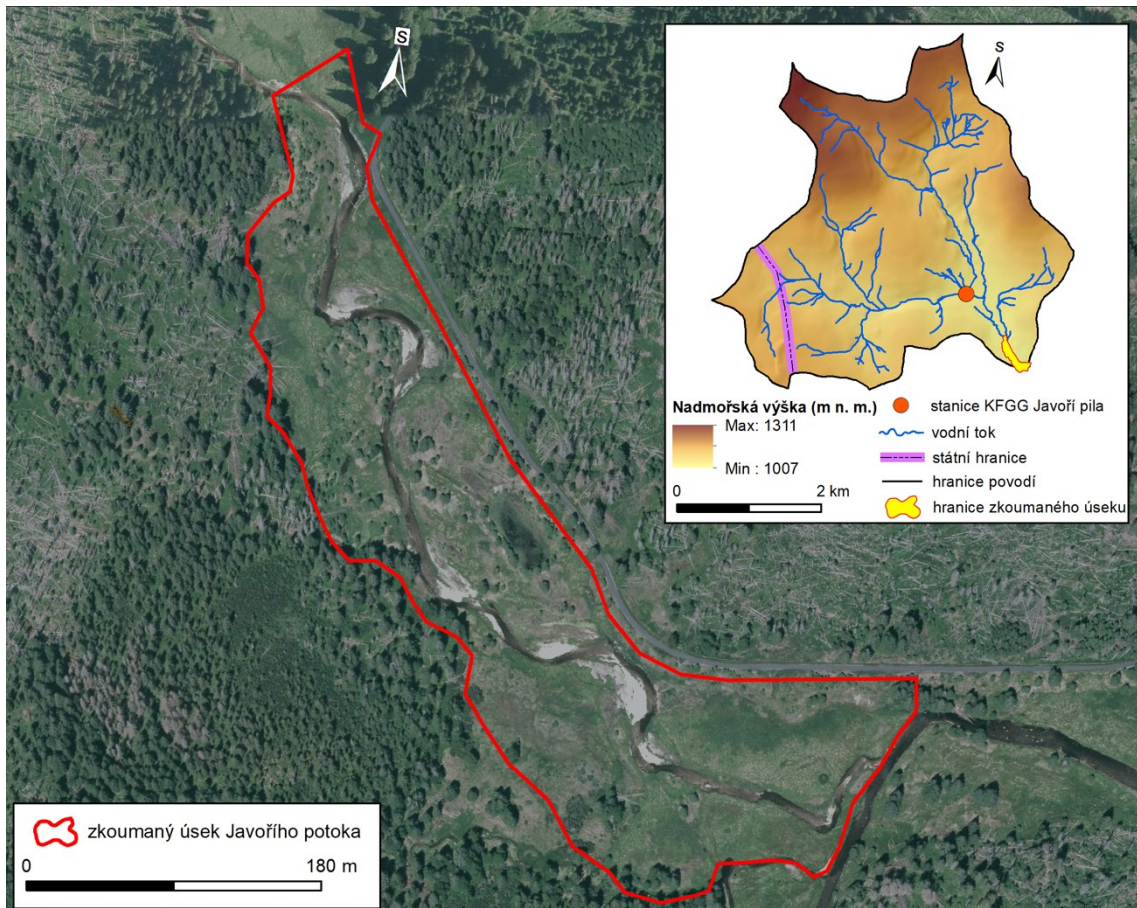 S
S
Nadmořská výška (m n. m.)
Max: 1311
Min : 1007
0
2 km
stanice KFGG Javoří pila
vodní tok
státní hranice
hranice povodí
hranice zkoumaného úseku
zkoumaný úsek Javořího potoka
0
180 m